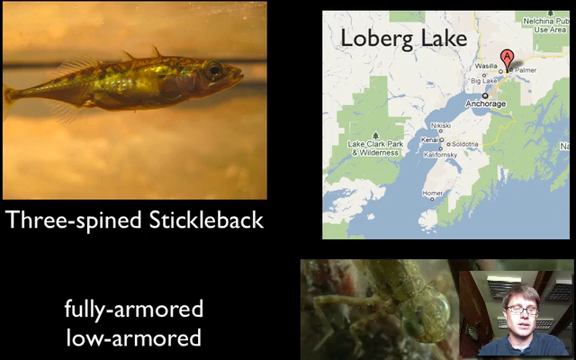 Loberg Lake
Nelchina Pub
Use Area
A
Wasilla
Palmer
Big Lake
Anchorage
Nikiski
Lake Clark Park
& Wilderness
Kenai
Soldotna
Kalifornsky
Homer
Three-spined Stickleback
fully-armored
low-armored